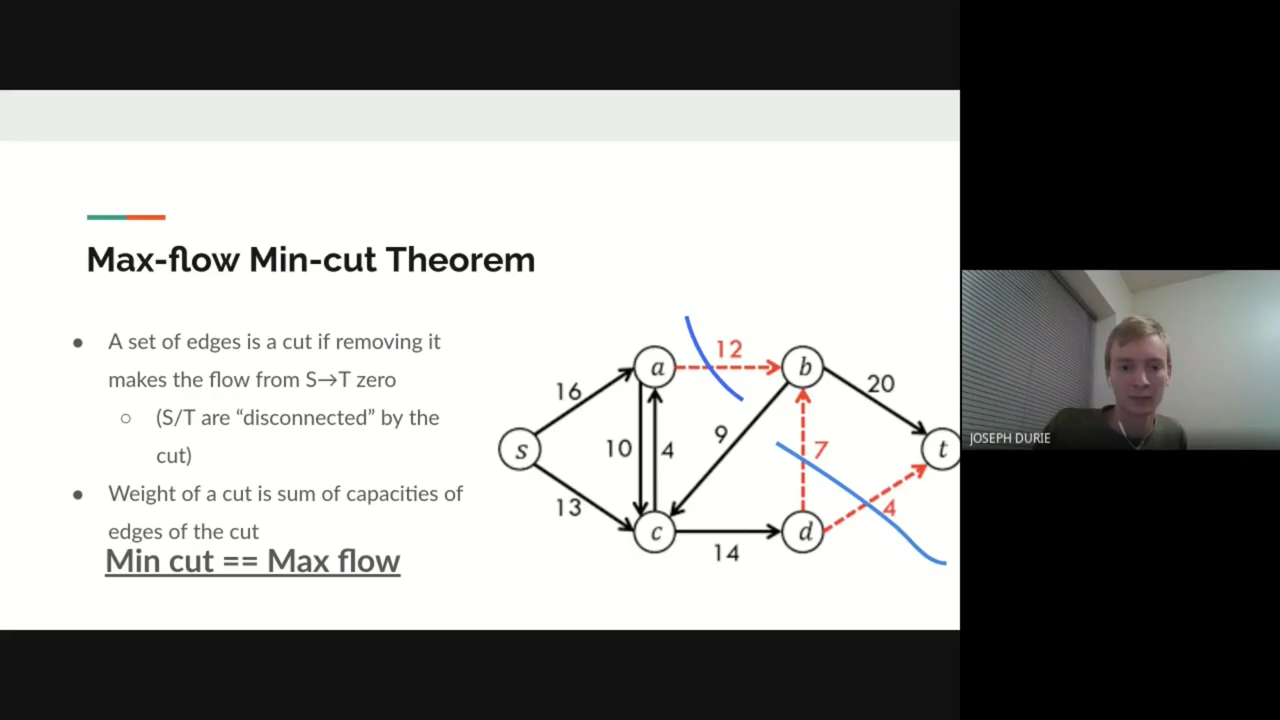 Max-flow Min-cut Theorem
● A set of edges is a cut if removing it
makes the flow from S→T zero
○ (S/T are “disconnected” by the
cut)
● Weight of a cut is sum of capacities of
edges of the cut
Min cut == Max flow
12
a
b
16
20
10
4
9
7
s
t
13
4
c
d
14
JOSEPH DURIE